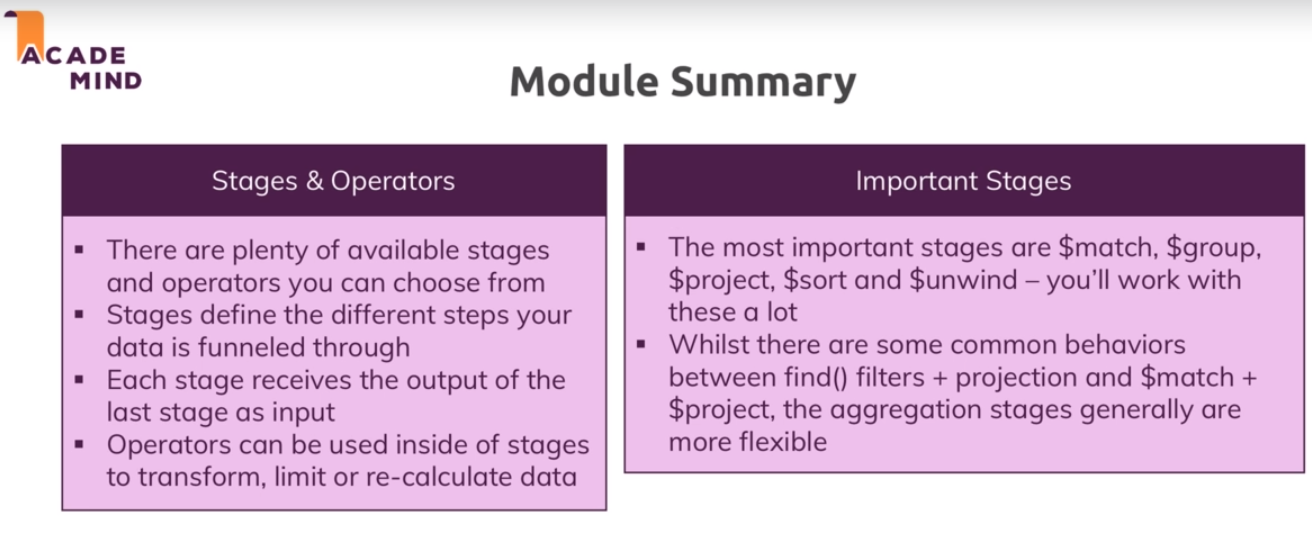 ACADE
MIND
Module Summary
Stages & Operators
▪ There are plenty of available stages
and operators you can choose from
▪ Stages define the different steps your
data is funneled through
▪ Each stage receives the output of the
last stage as input
▪ Operators can be used inside of stages
to transform, limit or re-calculate data
Important Stages
▪ The most important stages are $match, $group,
$project, $sort and $unwind – you’ll work with
these a lot
▪ Whilst there are some common behaviors
between find() filters + projection and $match +
$project, the aggregation stages generally are
more flexible